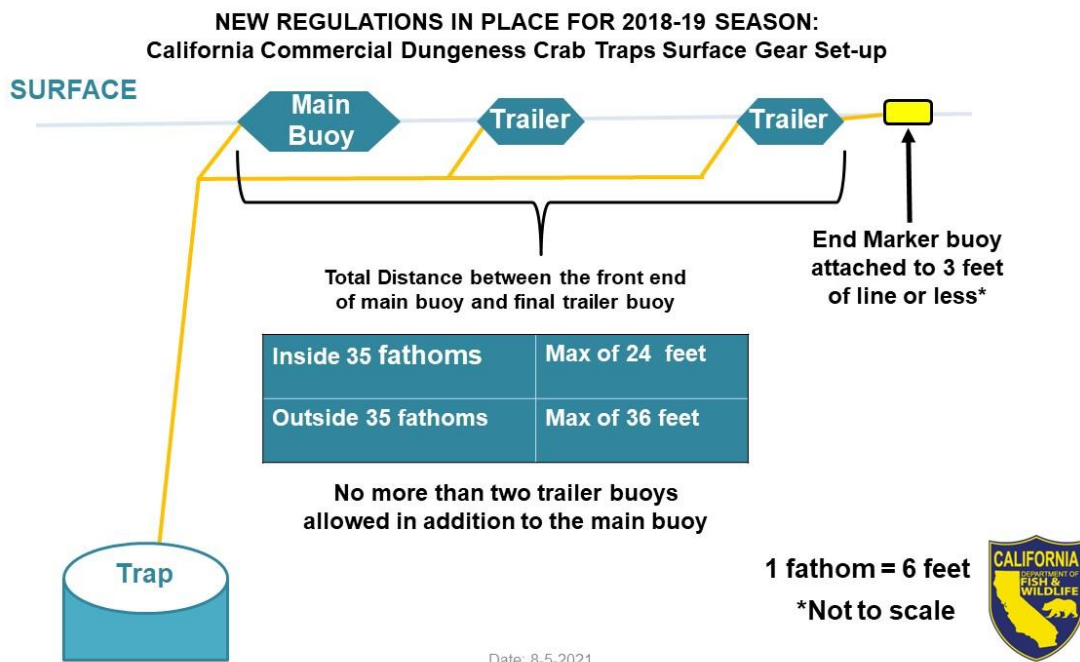 NEW REGULATIONS IN PLACE FOR 2018-19 SEASON:
California Commercial Dungeness Crab Traps Surface Gear Set-up
SURFACE
Main
Buoy
Trailer
Trailer
End Marker buoy
attached to 3 feet
of line or less*
Total Distance between the front end
of main buoy and final trailer buoy
Inside 35 fathoms
Max of 24 feet
Outside 35 fathoms
Max of 36 feet
No more than two trailer buoys
allowed in addition to the main buoy
Trap
1 fathom = 6 feet
*Not to scale
CALIFORNIA
DEPARTMENT OF
FISH &
WILDLIFE
Date: 8-5-2021